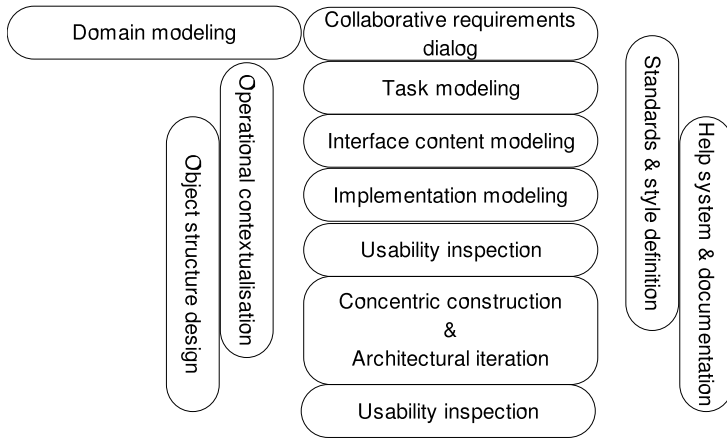 Domain modeling
Collaborative requirements
dialog
Task modeling
Interface content modeling
Implementation modeling
Usability inspection
Concentric construction
&
Architectural iteration
Usability inspection
Object structure design
Operational contextualisation
Standards & style definition
Help system & documentation